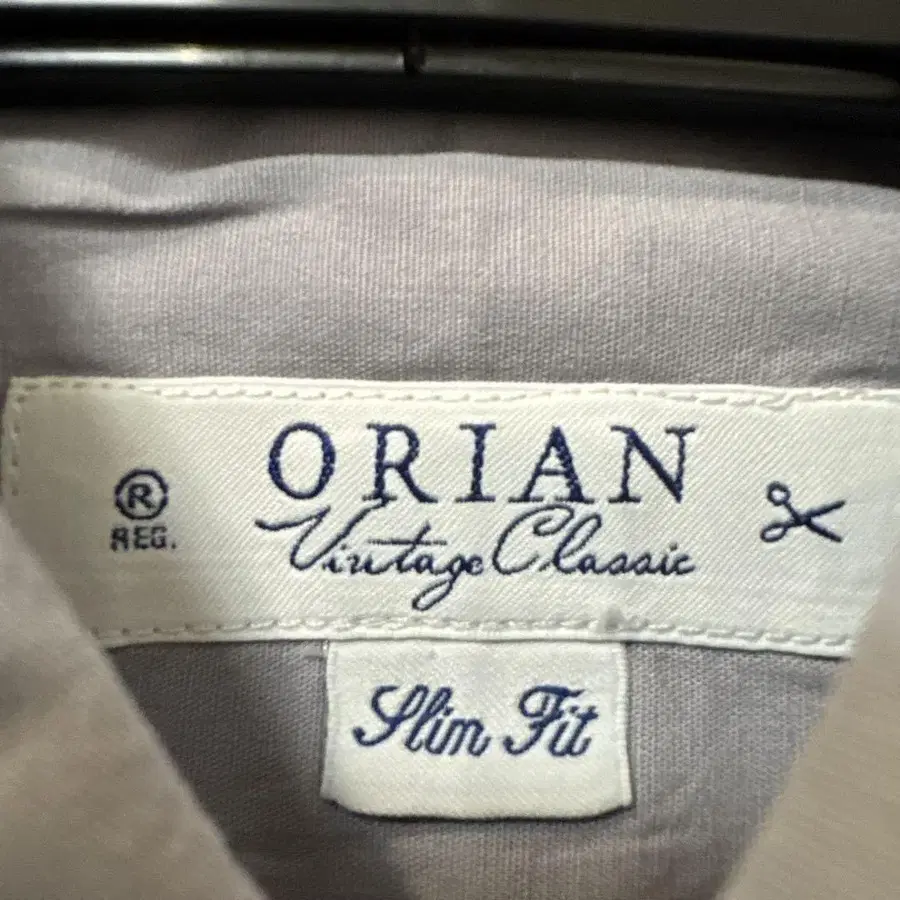 ORIAN
® REG.
Vintage Classic
Slim Fit